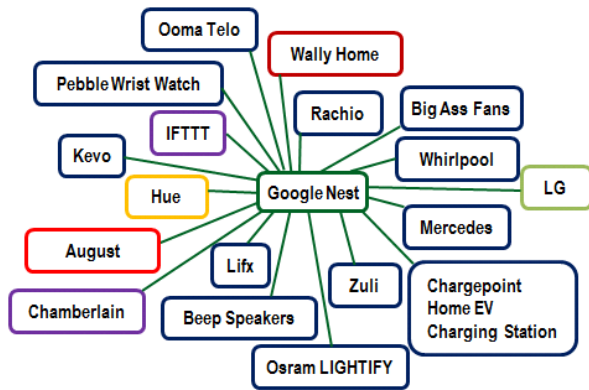 Ooma Telo
Wally Home
Pebble Wrist Watch
Rachio
Big Ass Fans
IFTTT
Kevo
Whirlpool
Hue
Google Nest
LG
Mercedes
August
Lifx
Zuli
Chargepoint
Home EV
Charging Station
Chamberlain
Beep Speakers
Osram LIGHTIFY